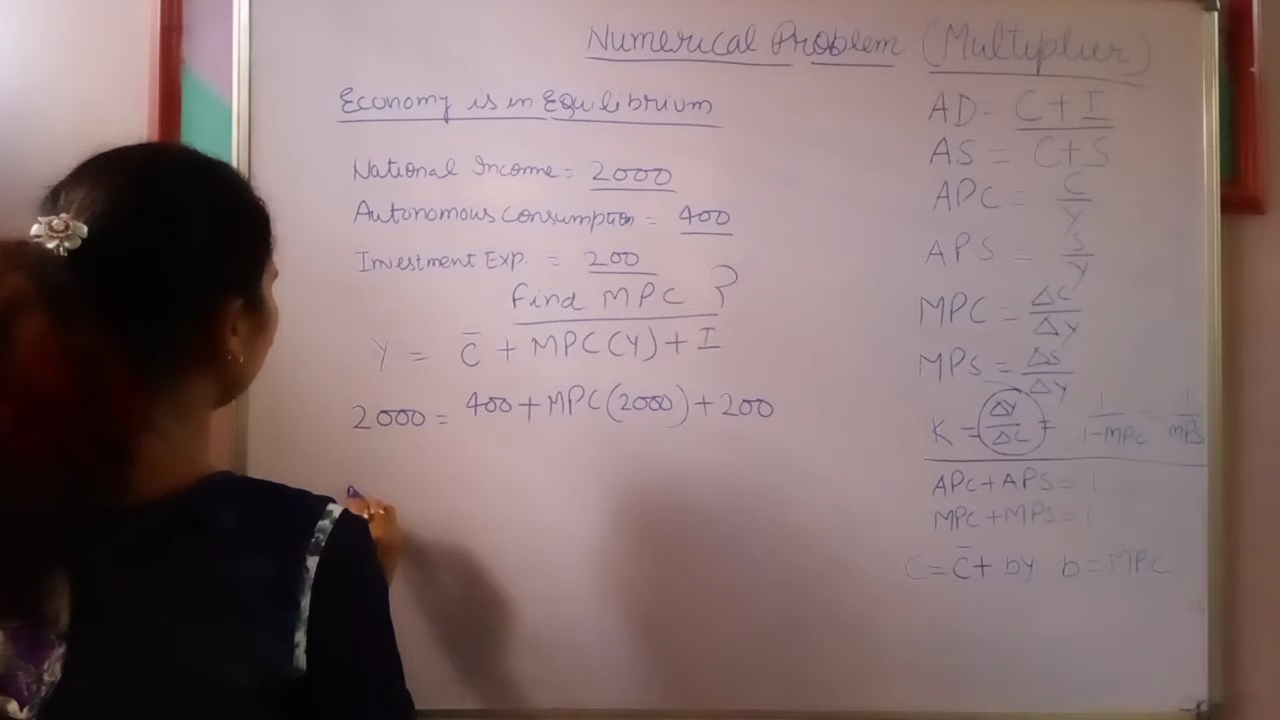 Numerical Problem (Multiplier)
Economy is in Equilibrium
National Income = 2000
Autonomous Consumption = 400
Investment Exp. = 200
Find MPC ?
Y = C̄ + MPC(Y) + I
2000 = 400 + MPC(2000) + 200
AD = C + I
AS = C + S
APC = C/Y
APS = S/Y
MPC = ΔC/ΔY
MPS = ΔS/ΔY
K = ΔY/ΔC = 1/1-MPC = 1/MPS
APC + APS = 1
MPC + MPS = 1
C = C̄ + by b = MPC